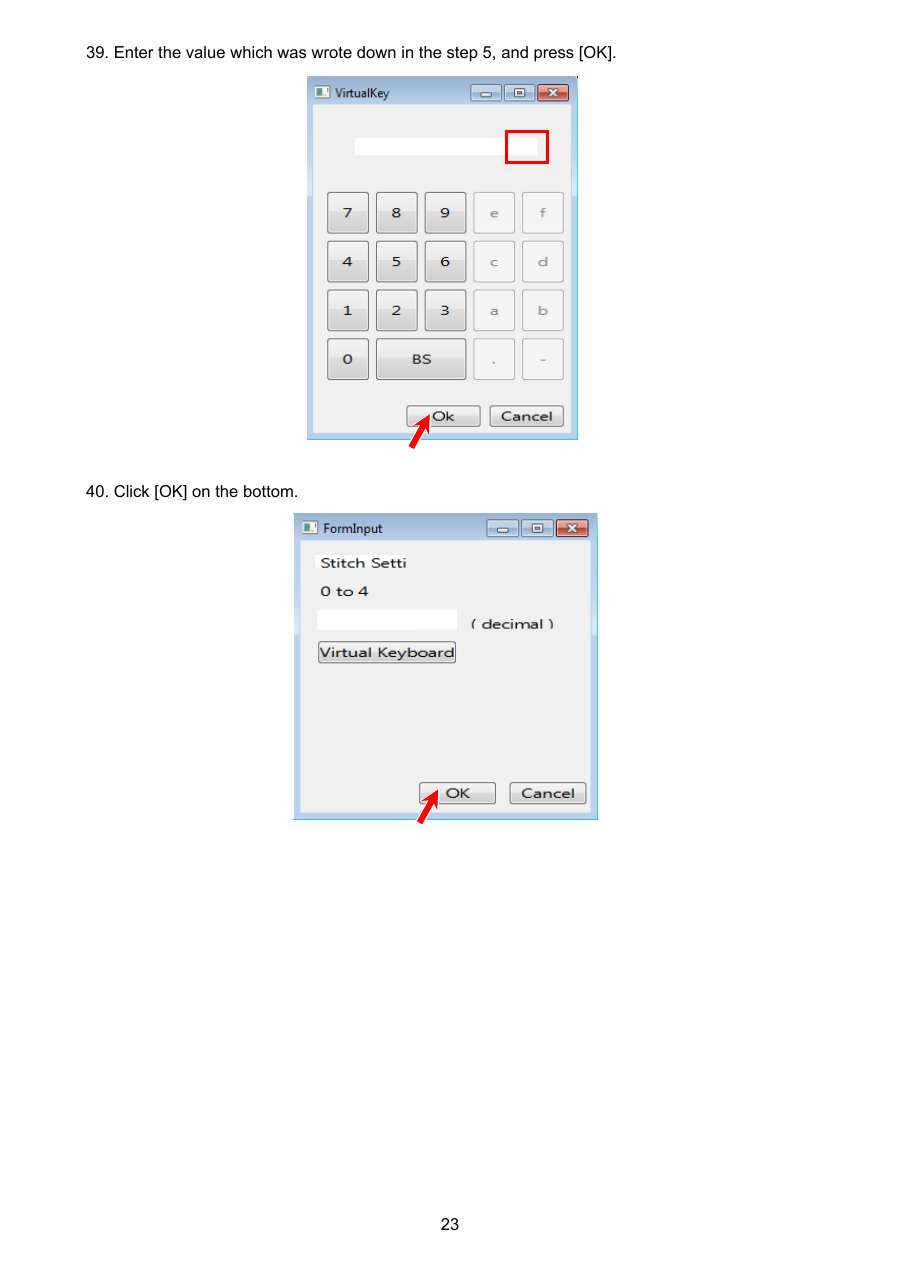 39. Enter the value which was wrote down in the step 5, and press [OK].
VirtualKey
7 8 9 e f
4 5 6 c d
1 2 3 a b
0 BS . -
Ok Cancel
40. Click [OK] on the bottom.
FormInput
Stitch Setti
0 to 4
( decimal )
Virtual Keyboard
OK Cancel
23